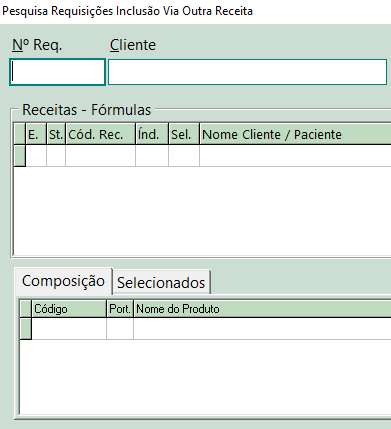 Pesquisa Requisições Inclusão Via Outra Receita
Nº Req. Cliente
Receitas - Fórmulas
E. St. Cód. Rec. Índ. Sel. Nome Cliente / Paciente
Composição Selecionados
Código Port. Nome do Produto